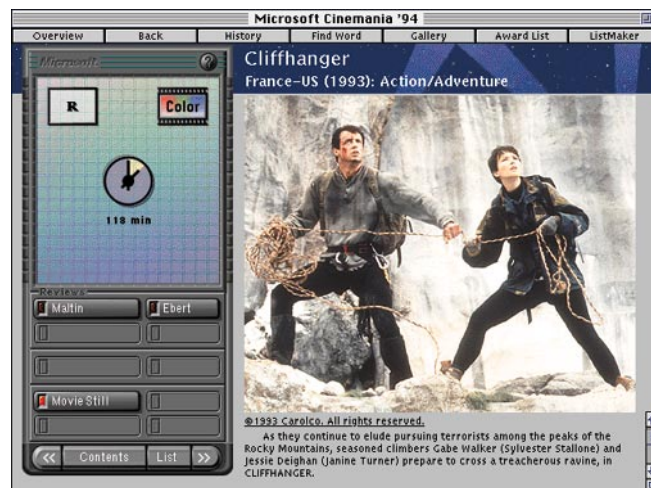 Microsoft Cinemania '94
Overview Back History Find Word Gallery Award List ListMaker
Microsoft ?
Cliffhanger
France-US (1993): Action/Adventure
R Color
118 min
Reviews
Maltin Ebert
Movie Still
Contents List
©1993 Carolco. All rights reserved.
As they continue to elude pursuing terrorists among the peaks of the
Rocky Mountains, seasoned climbers Gabe Walker (Sylvester Stallone) and
Jessie Deighan (Janine Turner) prepare to cross a treacherous ravine, in
CLIFFHANGER.